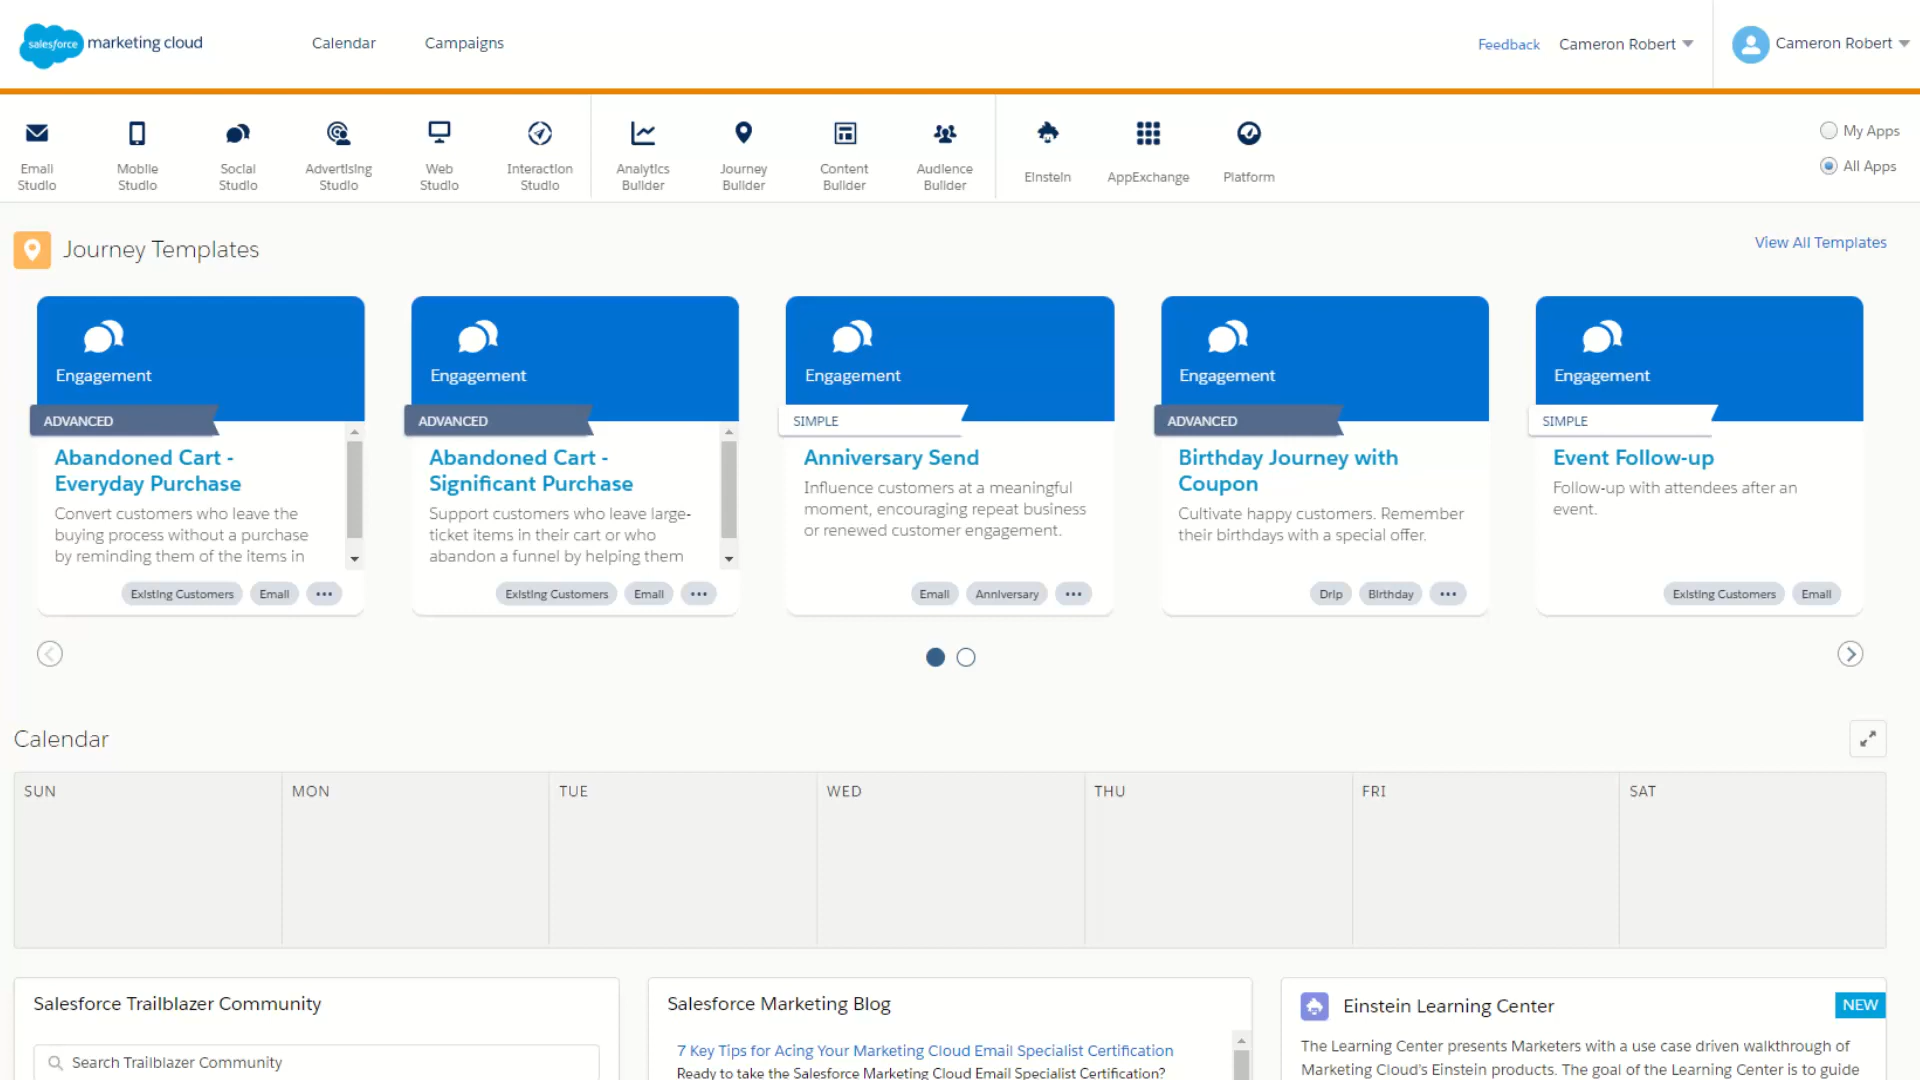 salesforce marketing cloud
Calendar
Campaigns
Feedback
Cameron Robert
Cameron Robert
Email
Studio
Mobile
Studio
Social
Studio
Advertising
Studio
Web
Studio
Interaction
Studio
Analytics
Builder
Journey
Builder
Content
Builder
Audience
Builder
Einstein
AppExchange
Platform
My Apps
All Apps
Journey Templates
View All Templates
Engagement
ADVANCED
Abandoned Cart -
Everyday Purchase
Convert customers who leave the
buying process without a purchase
by reminding them of the items in
Existing Customers
Email
•••
Engagement
ADVANCED
Abandoned Cart -
Significant Purchase
Support customers who leave large-
ticket items in their cart or who
abandon a funnel by helping them
Existing Customers
Email
•••
Engagement
SIMPLE
Anniversary Send
Influence customers at a meaningful
moment, encouraging repeat business
or renewed customer engagement.
Email
Anniversary
•••
Engagement
ADVANCED
Birthday Journey with
Coupon
Cultivate happy customers. Remember
their birthdays with a special offer.
Drip
Birthday
•••
Engagement
SIMPLE
Event Follow-up
Follow-up with attendees after an
event.
Existing Customers
Email
Calendar
SUN
MON
TUE
WED
THU
FRI
SAT
Salesforce Trailblazer Community
Search Trailblazer Community
Salesforce Marketing Blog
7 Key Tips for Acing Your Marketing Cloud Email Specialist Certification
Ready to take the Salesforce Marketing Cloud Email Specialist Certification?
Einstein Learning Center
NEW
The Learning Center presents Marketers with a use case driven walkthrough of
Marketing Cloud's Einstein products. The goal of the Learning Center is to guide